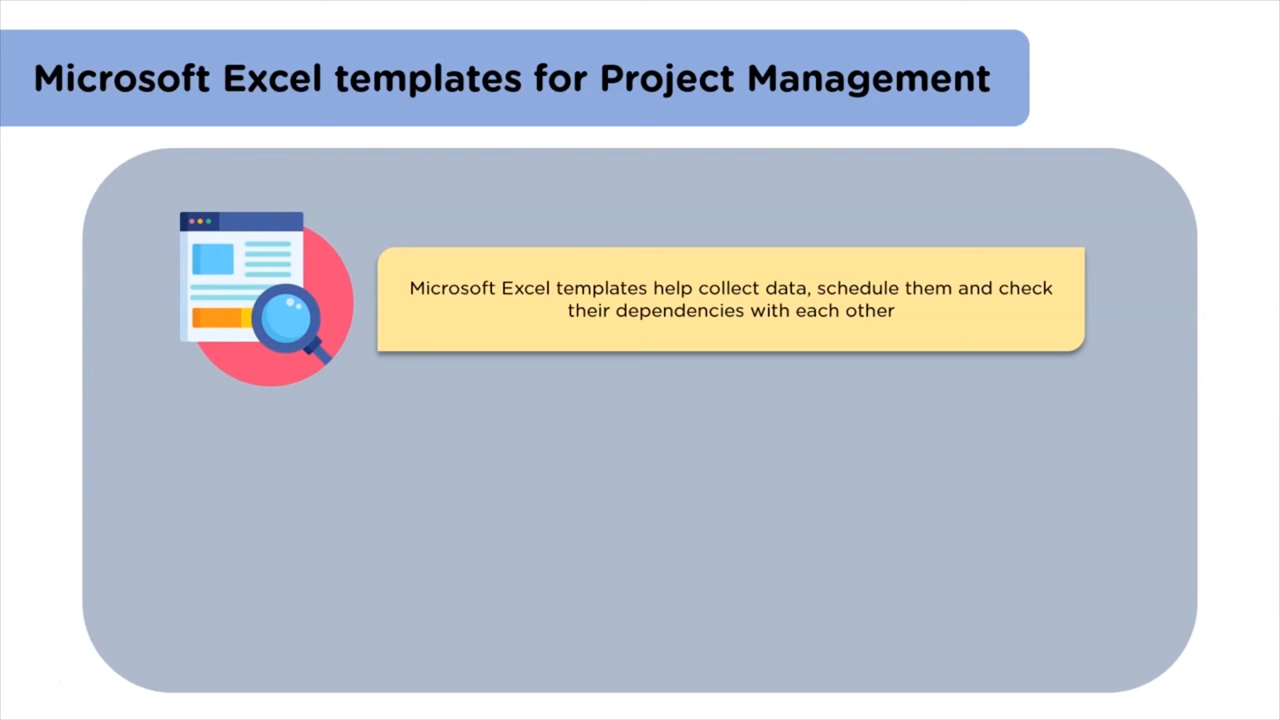 Microsoft Excel templates for Project Management
Microsoft Excel templates help collect data, schedule them and check
their dependencies with each other